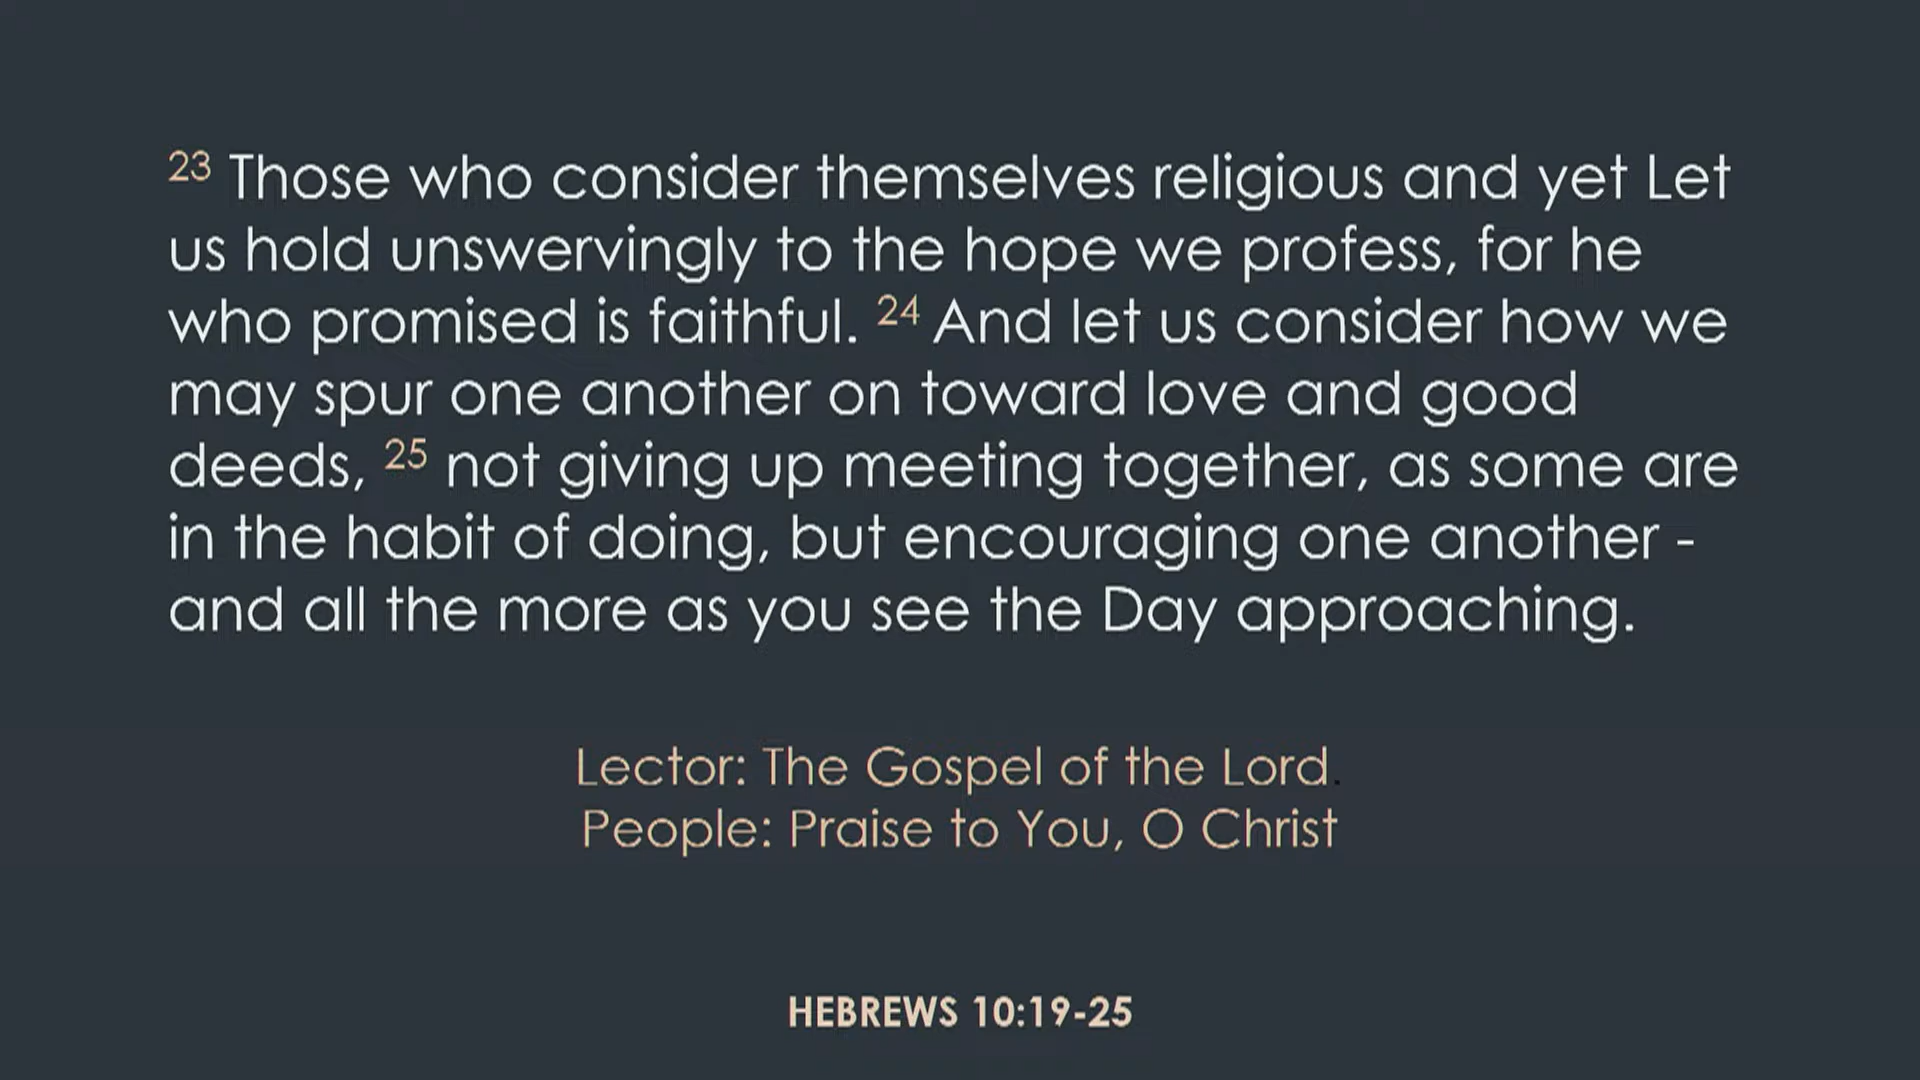 23 Those who consider themselves religious and yet Let
us hold unswervingly to the hope we profess, for he
who promised is faithful. 24 And let us consider how we
may spur one another on toward love and good
deeds, 25 not giving up meeting together, as some are
in the habit of doing, but encouraging one another -
and all the more as you see the Day approaching.
Lector: The Gospel of the Lord.
People: Praise to You, O Christ
HEBREWS 10:19-25